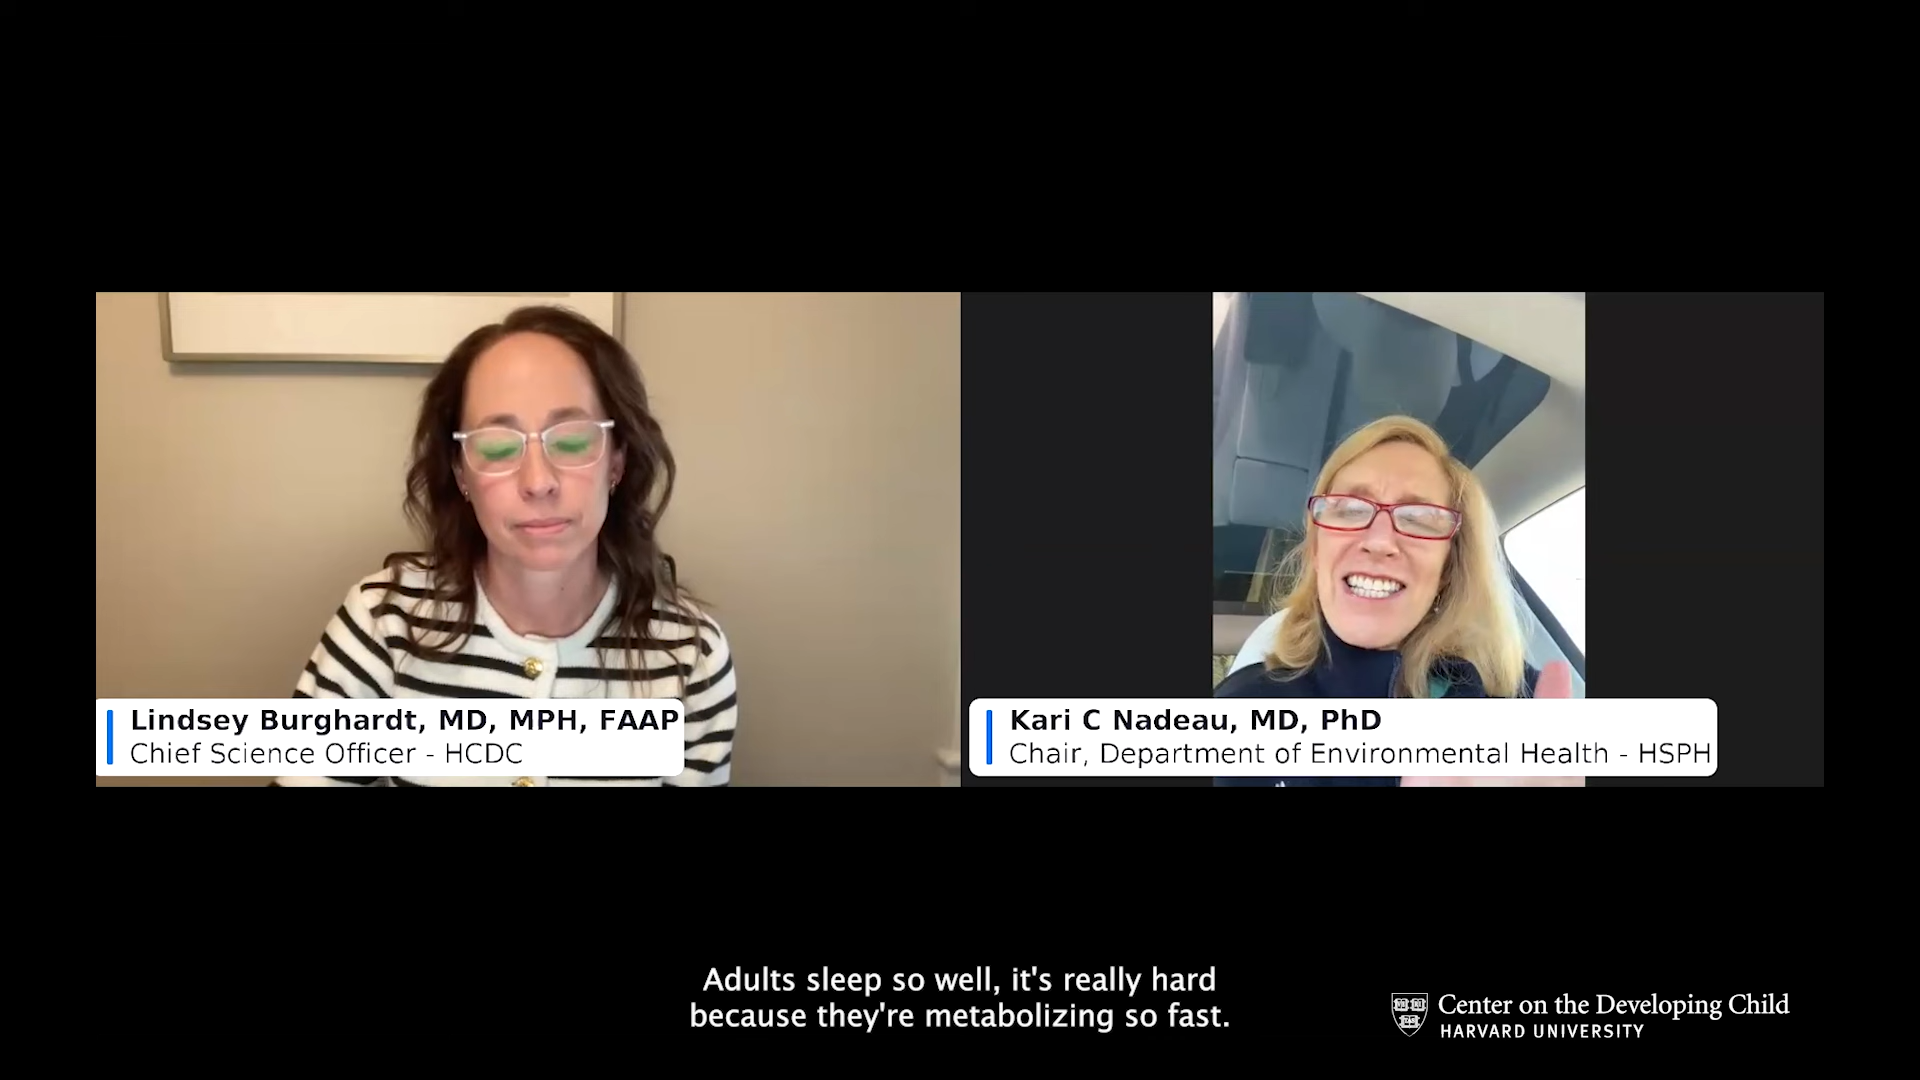 Lindsey Burghardt, MD, MPH, FAAP
Chief Science Officer - HCDC
Kari C Nadeau, MD, PhD
Chair, Department of Environmental Health - HSPH
Adults sleep so well, it's really hard
because they're metabolizing so fast.
Center on the Developing Child
HARVARD UNIVERSITY